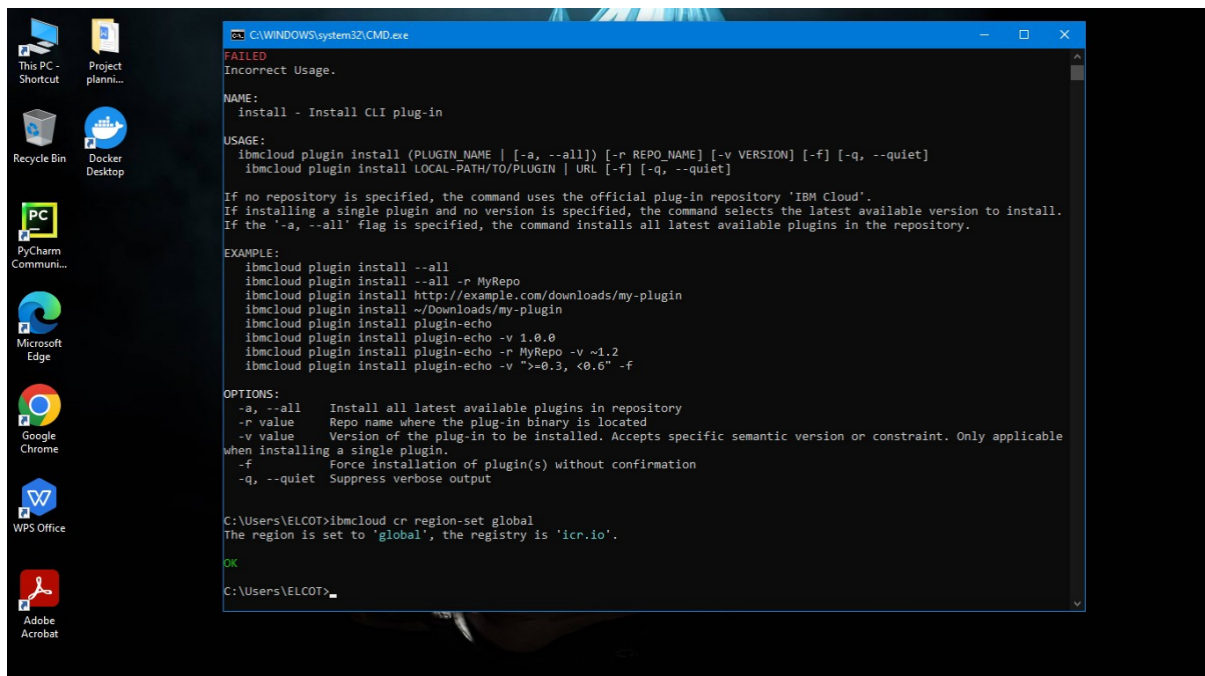 This PC -
Shortcut
Project
planni...
Recycle Bin
Docker
Desktop
PC
PyCharm
Communi...
Microsoft
Edge
Google
Chrome
WPS Office
Adobe
Acrobat
C:\WINDOWS\system32\CMD.exe
FAILED
Incorrect Usage.
NAME:
install - Install CLI plug-in
USAGE:
ibmcloud plugin install (PLUGIN_NAME | [-a, --all]) [-r REPO_NAME] [-v VERSION] [-f] [-q, --quiet]
ibmcloud plugin install LOCAL-PATH/TO/PLUGIN | URL [-f] [-q, --quiet]
If no repository is specified, the command uses the official plug-in repository 'IBM Cloud'.
If installing a single plugin and no version is specified, the command selects the latest available version to install.
If the '-a, --all' flag is specified, the command installs all latest available plugins in the repository.
EXAMPLE:
ibmcloud plugin install --all
ibmcloud plugin install --all -r MyRepo
ibmcloud plugin install http://example.com/downloads/my-plugin
ibmcloud plugin install ~/Downloads/my-plugin
ibmcloud plugin install plugin-echo
ibmcloud plugin install plugin-echo -v 1.0.0
ibmcloud plugin install plugin-echo -r MyRepo -v ~1.2
ibmcloud plugin install plugin-echo -v ">=0.3, <0.6" -f
OPTIONS:
-a, --all Install all latest available plugins in repository
-r value Repo name where the plug-in binary is located
-v value Version of the plug-in to be installed. Accepts specific semantic version or constraint. Only applicable
when installing a single plugin.
-f Force installation of plugin(s) without confirmation
-q, --quiet Suppress verbose output
C:\Users\ELCOT>ibmcloud cr region-set global
The region is set to 'global', the registry is 'icr.io'.
OK
C:\Users\ELCOT>